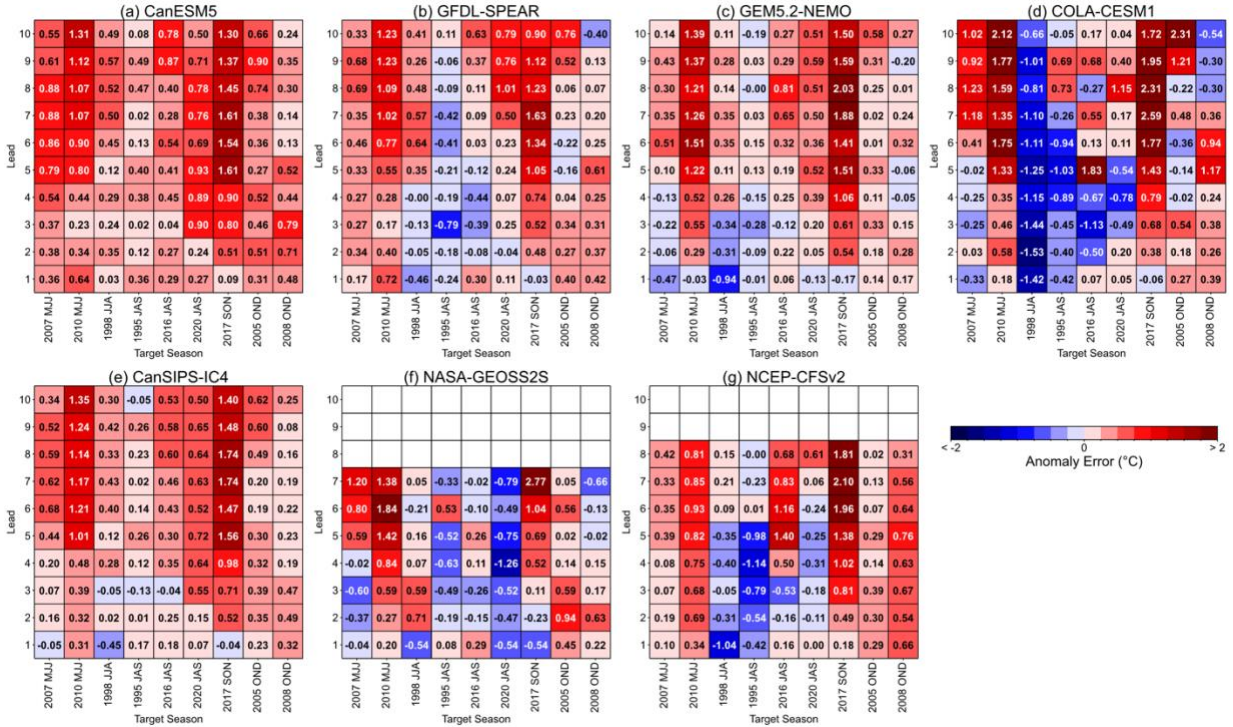 (a) CanESM5
10 0.55 1.31 0.49 0.08 0.78 0.50 1.30 0.66 0.24
9 0.61 1.12 0.57 0.49 0.87 0.71 1.37 0.90 0.35
8 0.88 1.07 0.52 0.47 0.40 0.78 1.45 0.74 0.30
7 0.88 1.07 0.50 0.02 0.28 0.76 1.61 0.38 0.14
6 0.86 0.90 0.45 0.13 0.54 0.69 1.54 0.36 0.13
5 0.79 0.80 0.12 0.20 0.41 0.93 1.61 0.27 0.52
4 0.54 0.44 0.29 0.38 0.45 0.89 0.90 0.52 0.44
3 0.37 0.23 0.24 0.02 0.04 0.90 0.80 0.46 0.79
2 0.38 0.34 0.35 0.16 0.27 0.24 0.51 0.51 0.71
1 0.36 0.64 0.03 0.36 0.31 0.27 0.09 0.31 0.48
Lead
2007 MJJ 2010 MJJ 1998 JJA 1995 JAS 2016 JAS 2020 JAS 2017 SON 2005 OND 2008 OND
Target Season
(b) GFDL-SPEAR
10 0.33 1.23 0.41 0.11 0.63 0.79 0.90 0.76 -0.40
9 0.68 1.23 0.26 -0.06 0.37 0.76 1.12 0.52 0.13
8 0.69 1.09 0.48 -0.09 0.11 1.01 1.23 0.06 0.07
7 0.35 1.02 0.57 -0.42 0.09 0.50 1.63 0.23 0.20
6 0.46 0.77 0.64 -0.41 0.03 0.23 1.34 -0.22 0.25
5 0.33 0.55 0.35 -0.21 -0.12 0.24 1.05 -0.16 0.61
4 0.27 0.28 -0.00 -0.19 -0.44 0.07 0.74 0.04 0.25
3 0.27 0.17 -0.13 -0.79 -0.39 0.25 0.52 0.34 0.31
2 0.34 0.40 -0.05 -0.18 -0.08 -0.04 0.48 0.27 0.37
1 0.10 0.72 -0.46 -0.24 0.30 0.11 -0.03 0.40 0.42
Lead
2007 MJJ 2010 MJJ 1998 JJA 1995 JAS 2016 JAS 2020 JAS 2017 SON 2005 OND 2008 OND
Target Season
(c) GEM5.2-NEMO
10 0.14 1.39 0.11 -0.19 0.27 0.31 1.50 0.58 0.27
9 0.43 1.37 0.28 0.03 0.29 0.59 1.59 0.39 -0.20
8 0.30 1.21 0.14 -0.00 0.81 0.51 2.03 0.25 0.01
7 0.35 1.26 0.35 0.03 0.37 0.50 1.88 0.02 0.24
6 0.51 1.51 0.35 0.14 0.35 0.26 1.41 0.01 0.32
5 0.10 1.22 0.11 0.13 0.28 0.27 1.51 0.33 -0.06
4 -0.13 0.52 0.26 0.11 0.28 0.36 1.06 0.11 -0.05
3 -0.22 0.55 -0.34 -0.28 -0.12 0.20 0.61 0.33 0.15
2 -0.06 0.29 -0.31 -0.09 0.22 0.05 0.54 0.18 0.28
1 -0.47 -0.03 -0.94 -0.01 0.06 -0.13 -0.17 0.14 0.17
Lead
2007 MJJ 2010 MJJ 1998 JJA 1995 JAS 2016 JAS 2020 JAS 2017 SON 2005 OND 2008 OND
Target Season
(d) COLA-CESM1
10 1.02 2.12 -0.66 -0.05 0.17 0.04 1.72 2.31 -0.54
9 0.92 1.77 -1.01 0.69 0.68 0.40 1.95 1.21 -0.30
8 1.23 1.59 -0.81 0.73 -0.27 1.15 2.31 -0.22 -0.30
7 1.18 1.35 -1.10 -0.26 0.55 0.17 2.59 0.48 0.36
6 0.41 1.75 -1.11 -0.94 0.13 0.11 1.77 -0.36 0.94
5 -0.02 1.33 -1.25 -1.03 1.83 -0.54 1.43 -0.14 1.17
4 -0.25 0.35 -1.15 -0.89 -0.67 -0.78 0.79 -0.02 0.24
3 -0.25 0.46 -1.44 -0.45 -1.13 -0.49 0.68 0.54 0.38
2 0.03 0.58 -1.53 -0.40 -0.50 0.20 0.38 0.18 0.26
1 -0.33 0.18 -1.42 -0.42 -0.01 0.25 -0.06 0.27 0.39
Lead
2007 MJJ 2010 MJJ 1998 JJA 1995 JAS 2016 JAS 2020 JAS 2017 SON 2005 OND 2008 OND
Target Season
(e) CanSIPS-IC4
10 0.34 1.35 0.30 -0.05 0.53 0.50 1.40 0.62 0.25
9 0.52 1.24 0.42 0.26 0.58 0.65 1.48 0.60 0.08
8 0.59 1.14 0.33 0.23 0.60 0.64 1.74 0.49 0.16
7 0.62 1.17 0.43 0.02 0.46 0.63 1.74 0.20 0.19
6 0.68 1.21 0.40 0.14 0.43 0.52 1.47 0.19 0.22
5 0.44 1.01 0.12 0.26 0.30 0.72 1.56 0.30 0.23
4 0.20 0.48 0.28 0.12 0.35 0.64 0.98 0.32 0.19
3 0.07 0.39 -0.05 -0.13 -0.04 0.55 0.71 0.39 0.47
2 0.16 0.32 0.02 0.01 0.25 0.15 0.52 0.35 0.49
1 -0.05 0.31 -0.45 0.17 0.18 0.07 -0.04 0.23 0.32
Lead
2007 MJJ 2010 MJJ 1998 JJA 1995 JAS 2016 JAS 2020 JAS 2017 SON 2005 OND 2008 OND
Target Season
(f) NASA-GEOSS2S
10
9
8
7 1.20 1.38 0.05 -0.33 -0.02 -0.79 2.77 0.05 -0.66
6 0.80 1.84 -0.21 0.53 -0.10 -0.49 1.04 0.56 -0.13
5 0.59 1.42 0.16 -0.52 0.26 -0.75 0.69 0.02 -0.02
4 -0.02 0.84 0.07 -0.63 0.11 -1.26 0.52 0.14 0.15
3 -0.60 0.59 0.59 -0.49 -0.26 -0.52 0.11 0.59 0.17
2 -0.37 0.27 0.71 -0.19 -0.15 -0.47 -0.23 0.94 0.63
1 -0.04 0.20 -0.54 0.08 0.29 -0.54 -0.54 0.45 0.22
Lead
2007 MJJ 2010 MJJ 1998 JJA 1995 JAS 2016 JAS 2020 JAS 2017 SON 2005 OND 2008 OND
Target Season
(g) NCEP-CFSv2
10
9
8 0.42 0.81 0.15 -0.00 0.68 0.61 1.81 0.02 0.31
7 0.33 0.85 0.21 -0.23 0.83 0.06 2.10 0.13 0.56
6 0.35 0.93 0.09 0.01 1.16 -0.24 1.96 0.07 0.64
5 0.39 0.82 -0.35 -0.98 1.40 -0.25 1.38 0.29 0.76
4 0.08 0.75 -0.40 -1.14 0.50 -0.31 1.02 0.14 0.63
3 0.07 0.68 -0.05 -0.79 -0.53 -0.18 0.81 0.39 0.67
2 0.19 0.69 -0.31 -0.54 -0.16 -0.11 0.49 0.30 0.54
1 0.10 0.34 -1.04 -0.42 0.16 0.00 0.18 0.29 0.66
Lead
2007 MJJ 2010 MJJ 1998 JJA 1995 JAS 2016 JAS 2020 JAS 2017 SON 2005 OND 2008 OND
Target Season
< -2 0 > 2
Anomaly Error (°C)